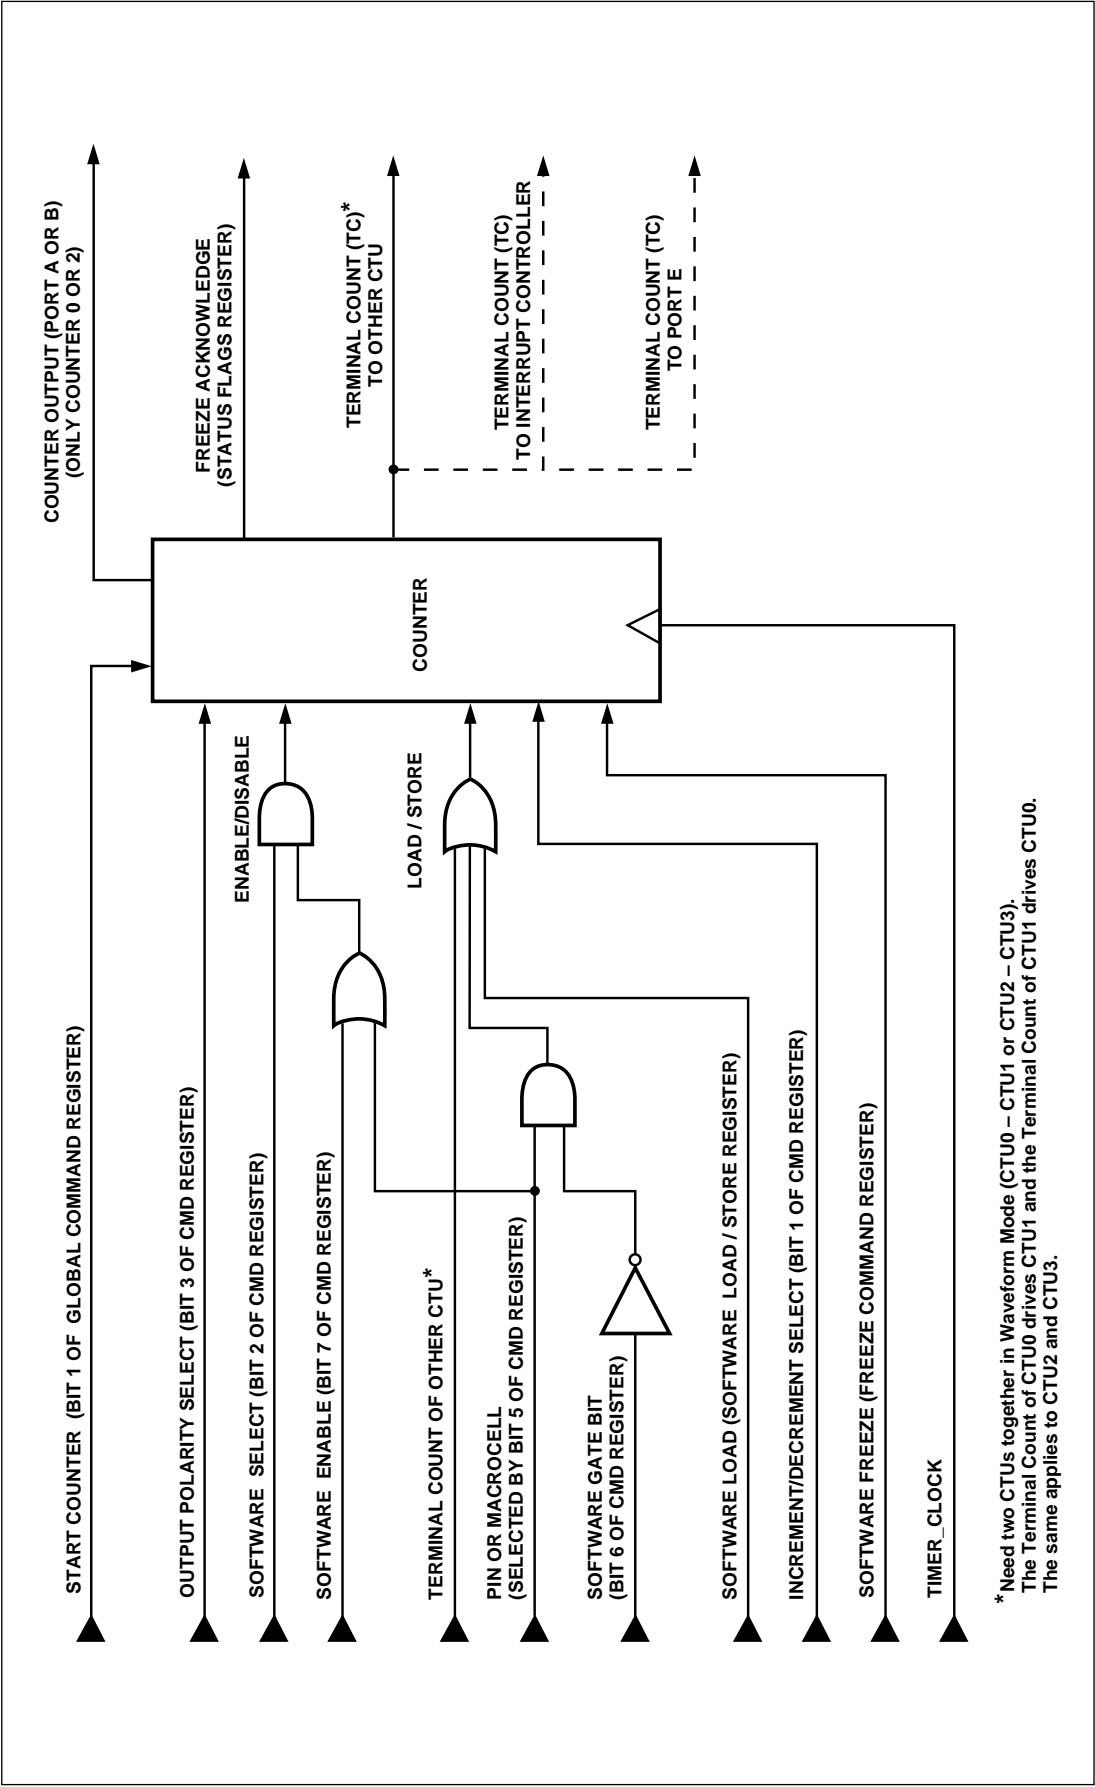 START COUNTER (BIT 1 OF GLOBAL COMMAND REGISTER)
OUTPUT POLARITY SELECT (BIT 3 OF CMD REGISTER)
SOFTWARE SELECT (BIT 2 OF CMD REGISTER)
SOFTWARE ENABLE (BIT 7 OF CMD REGISTER)
TERMINAL COUNT OF OTHER CTU*
PIN OR MACROCELL
(SELECTED BY BIT 5 OF CMD REGISTER)
SOFTWARE GATE BIT
(BIT 6 OF CMD REGISTER)
SOFTWARE LOAD (SOFTWARE LOAD / STORE REGISTER)
INCREMENT/DECREMENT SELECT (BIT 1 OF CMD REGISTER)
SOFTWARE FREEZE (FREEZE COMMAND REGISTER)
TIMER_CLOCK
ENABLE/DISABLE
LOAD / STORE
COUNTER
COUNTER OUTPUT (PORT A OR B)
(ONLY COUNTER 0 OR 2)
FREEZE ACKNOWLEDGE
(STATUS FLAGS REGISTER)
TERMINAL COUNT (TC)*
TO OTHER CTU
TERMINAL COUNT (TC)
TO INTERRUPT CONTROLLER
TERMINAL COUNT (TC)
TO PORT E
*Need two CTUs together in Waveform Mode (CTU0 – CTU1 or CTU2 – CTU3).
The Terminal Count of CTU0 drives CTU1 and the Terminal Count of CTU1 drives CTU0.
The same applies to CTU2 and CTU3.